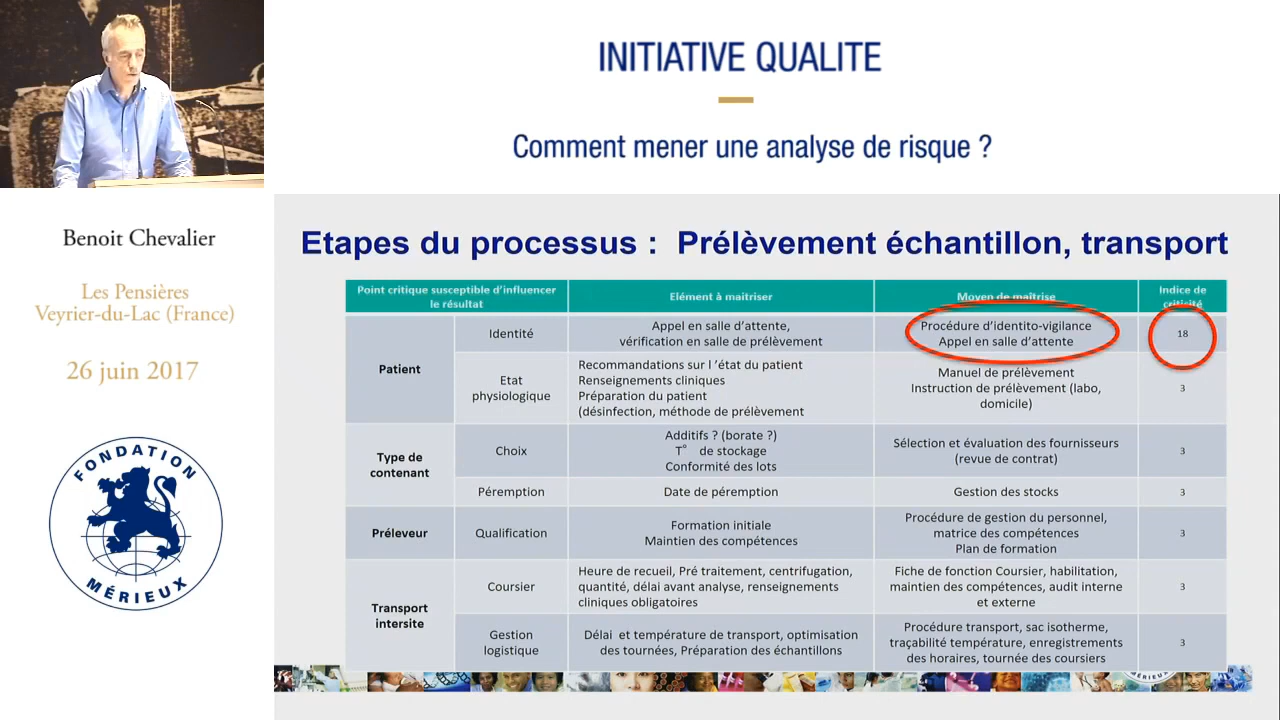 INITIATIVE QUALITE
Comment mener une analyse de risque ?
Benoit Chevalier
Les Pensières
Veyrier-du-Lac (France)
26 juin 2017
FONDATION
MÉRIEUX
Etapes du processus : Prélèvement échantillon, transport
Point critique susceptible d'influencer
le résultat
Elément à maitriser
Moyen de maîtrise
Indice de
criticité
Patient
Identité
Appel en salle d'attente,
vérification en salle de prélèvement
Procédure d'identito-vigilance
Appel en salle d'attente
18
Etat
physiologique
Recommandations sur l 'état du patient
Renseignements cliniques
Préparation du patient
(désinfection, méthode de prélèvement
Manuel de prélèvement
Instruction de prélèvement (labo,
domicile)
3
Type de
contenant
Choix
Additifs ? (borate ?)
T° de stockage
Conformité des lots
Sélection et évaluation des fournisseurs
(revue de contrat)
3
Péremption
Date de péremption
Gestion des stocks
3
Préleveur
Qualification
Formation initiale
Maintien des compétences
Procédure de gestion du personnel,
matrice des compétences
Plan de formation
3
Transport
intersite
Coursier
Heure de recueil, Pré traitement, centrifugation,
quantité, délai avant analyse, renseignements
cliniques obligatoires
Fiche de fonction Coursier, habilitation,
maintien des compétences, audit interne
et externe
3
Gestion
logistique
Délai et température de transport, optimisation
des tournées, Préparation des échantillons
Procédure transport, sac isotherme,
traçabilité température, enregistrements
des horaires, tournée des coursiers
3